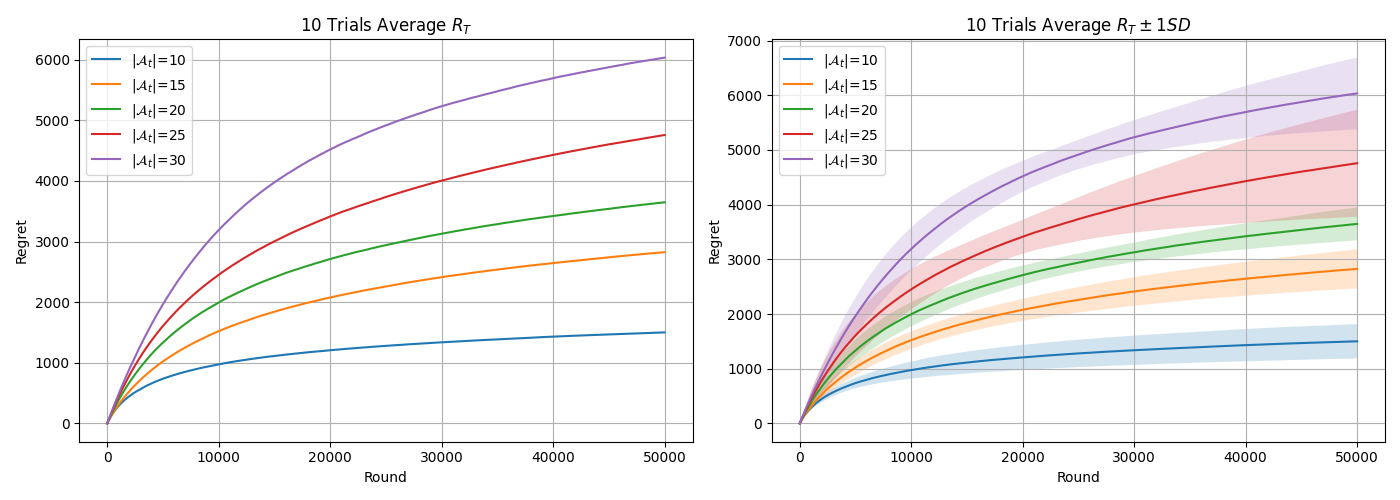 10 Trials Average $R_T$
Regret
6000
5000
4000
3000
2000
1000
0
|$\mathcal{A}_t$|=10
|$\mathcal{A}_t$|=15
|$\mathcal{A}_t$|=20
|$\mathcal{A}_t$|=25
|$\mathcal{A}_t$|=30
0 10000 20000 30000 40000 50000
Round
10 Trials Average $R_T \pm 1SD$
Regret
7000
6000
5000
4000
3000
2000
1000
0
|$\mathcal{A}_t$|=10
|$\mathcal{A}_t$|=15
|$\mathcal{A}_t$|=20
|$\mathcal{A}_t$|=25
|$\mathcal{A}_t$|=30
0 10000 20000 30000 40000 50000
Round